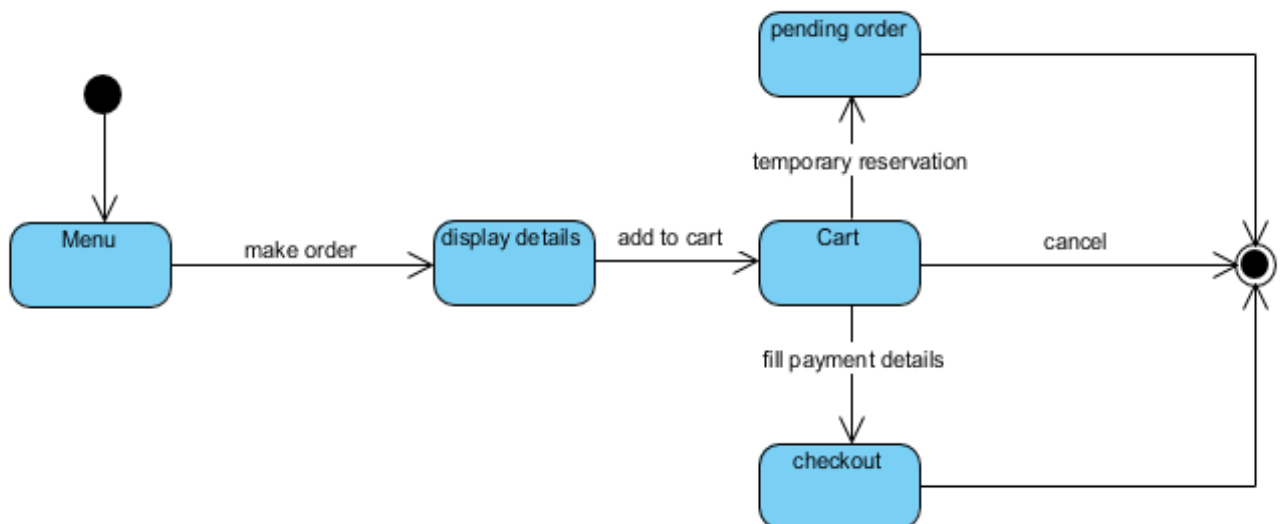 pending order
temporary reservation
Menu
make order
display details
add to cart
Cart
cancel
fill payment details
checkout